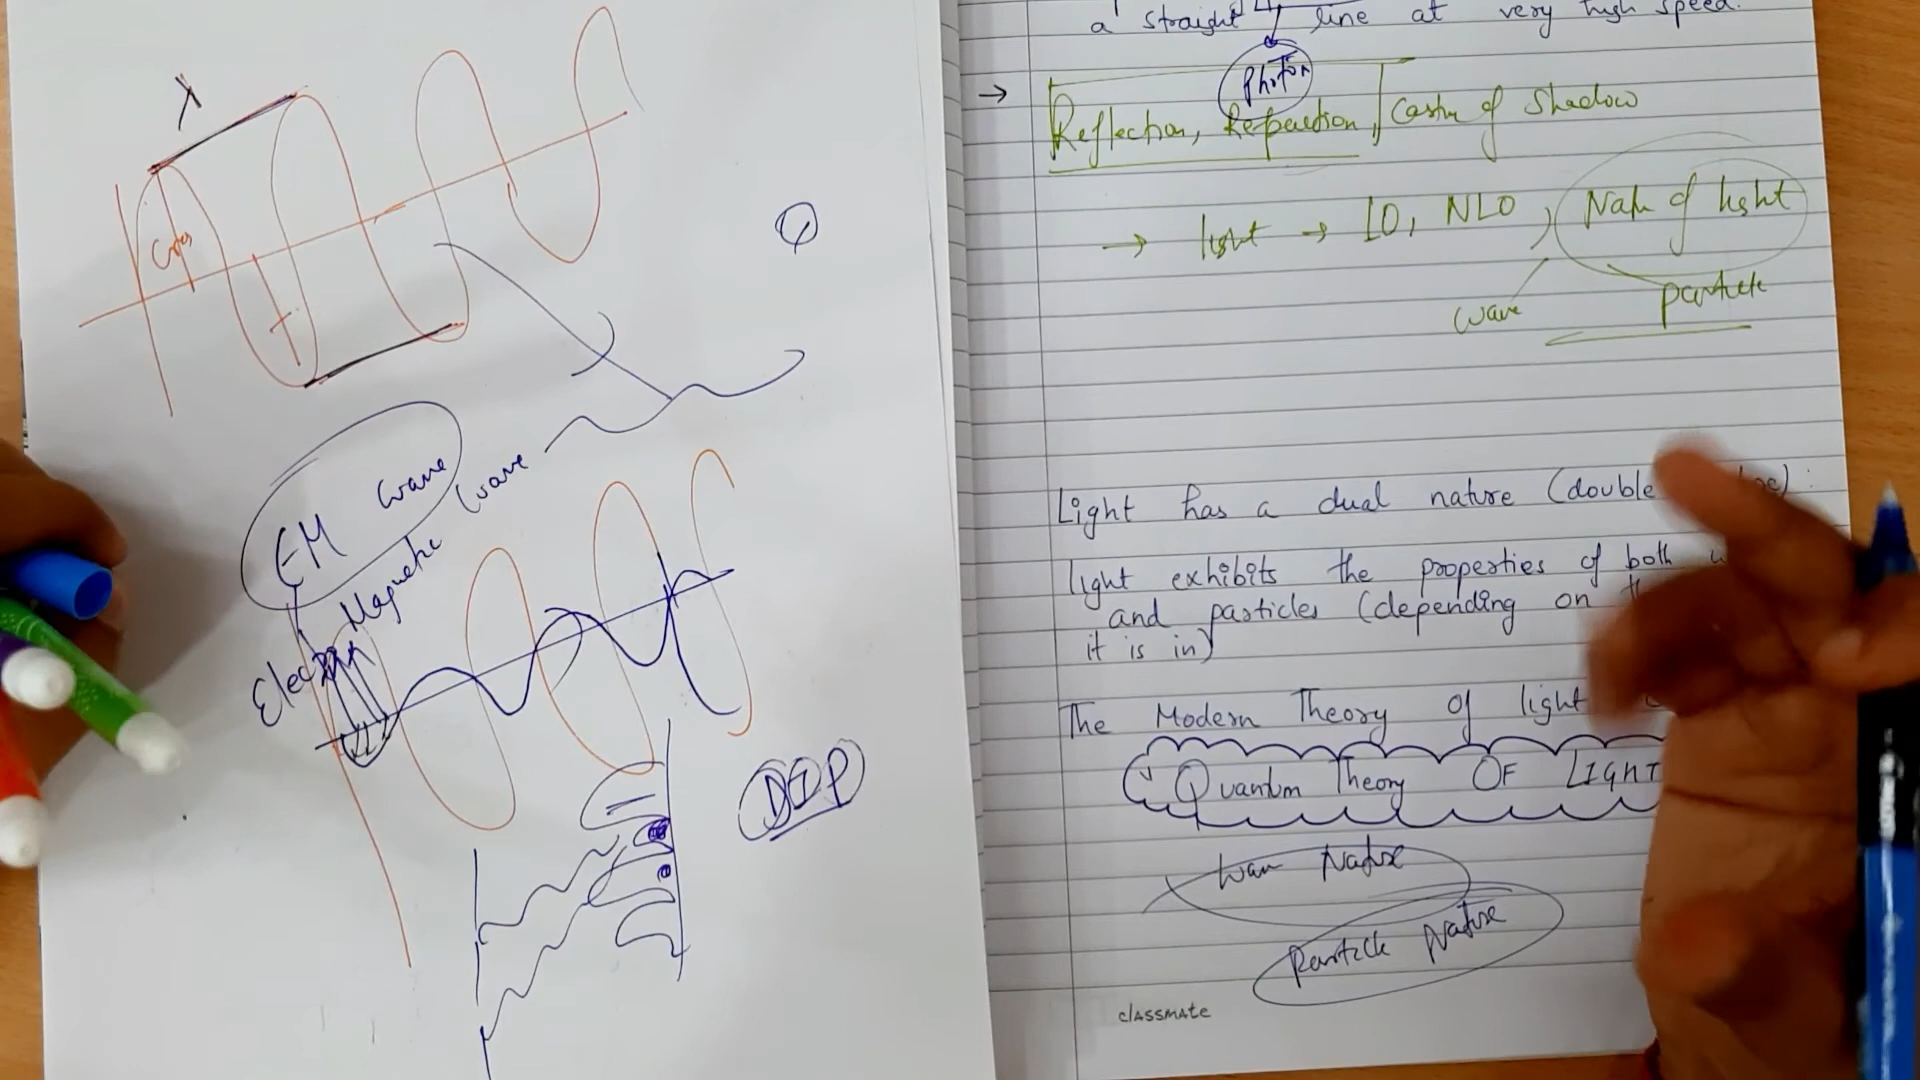 λ
EM wave
Magnetic wave
DIP
a straight line at very high speed.
Photon
→ Reflection, Refraction, Casting of Shadow
→ light → LO, NLO, Nature of light
wave particle
Light has a dual nature (double
light exhibits the properties of both
and particles (depending on
it is in)
The Modern Theory of light
Quantum Theory OF LIGHT
Wave Nature
Particle Nature
classmate